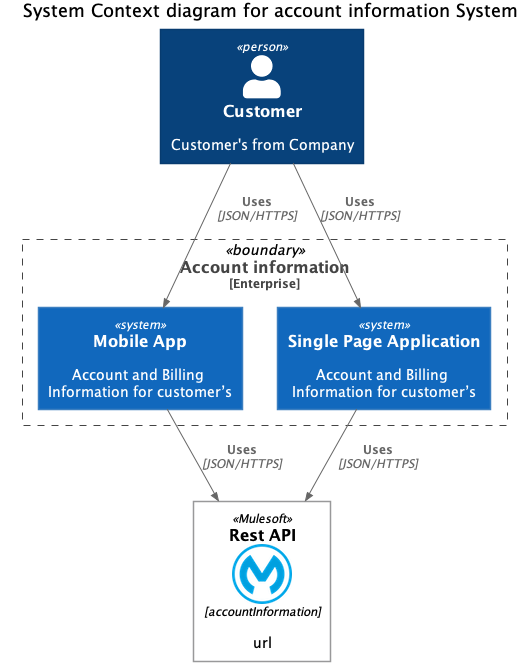 System Context diagram for account information System
«person»
Customer
Customer's from Company
Uses
[JSON/HTTPS]
Uses
[JSON/HTTPS]
«boundary»
Account information
[Enterprise]
«system»
Mobile App
Account and Billing
Information for customer’s
«system»
Single Page Application
Account and Billing
Information for customer’s
Uses
[JSON/HTTPS]
Uses
[JSON/HTTPS]
«Mulesoft»
Rest API
[accountInformation]
url